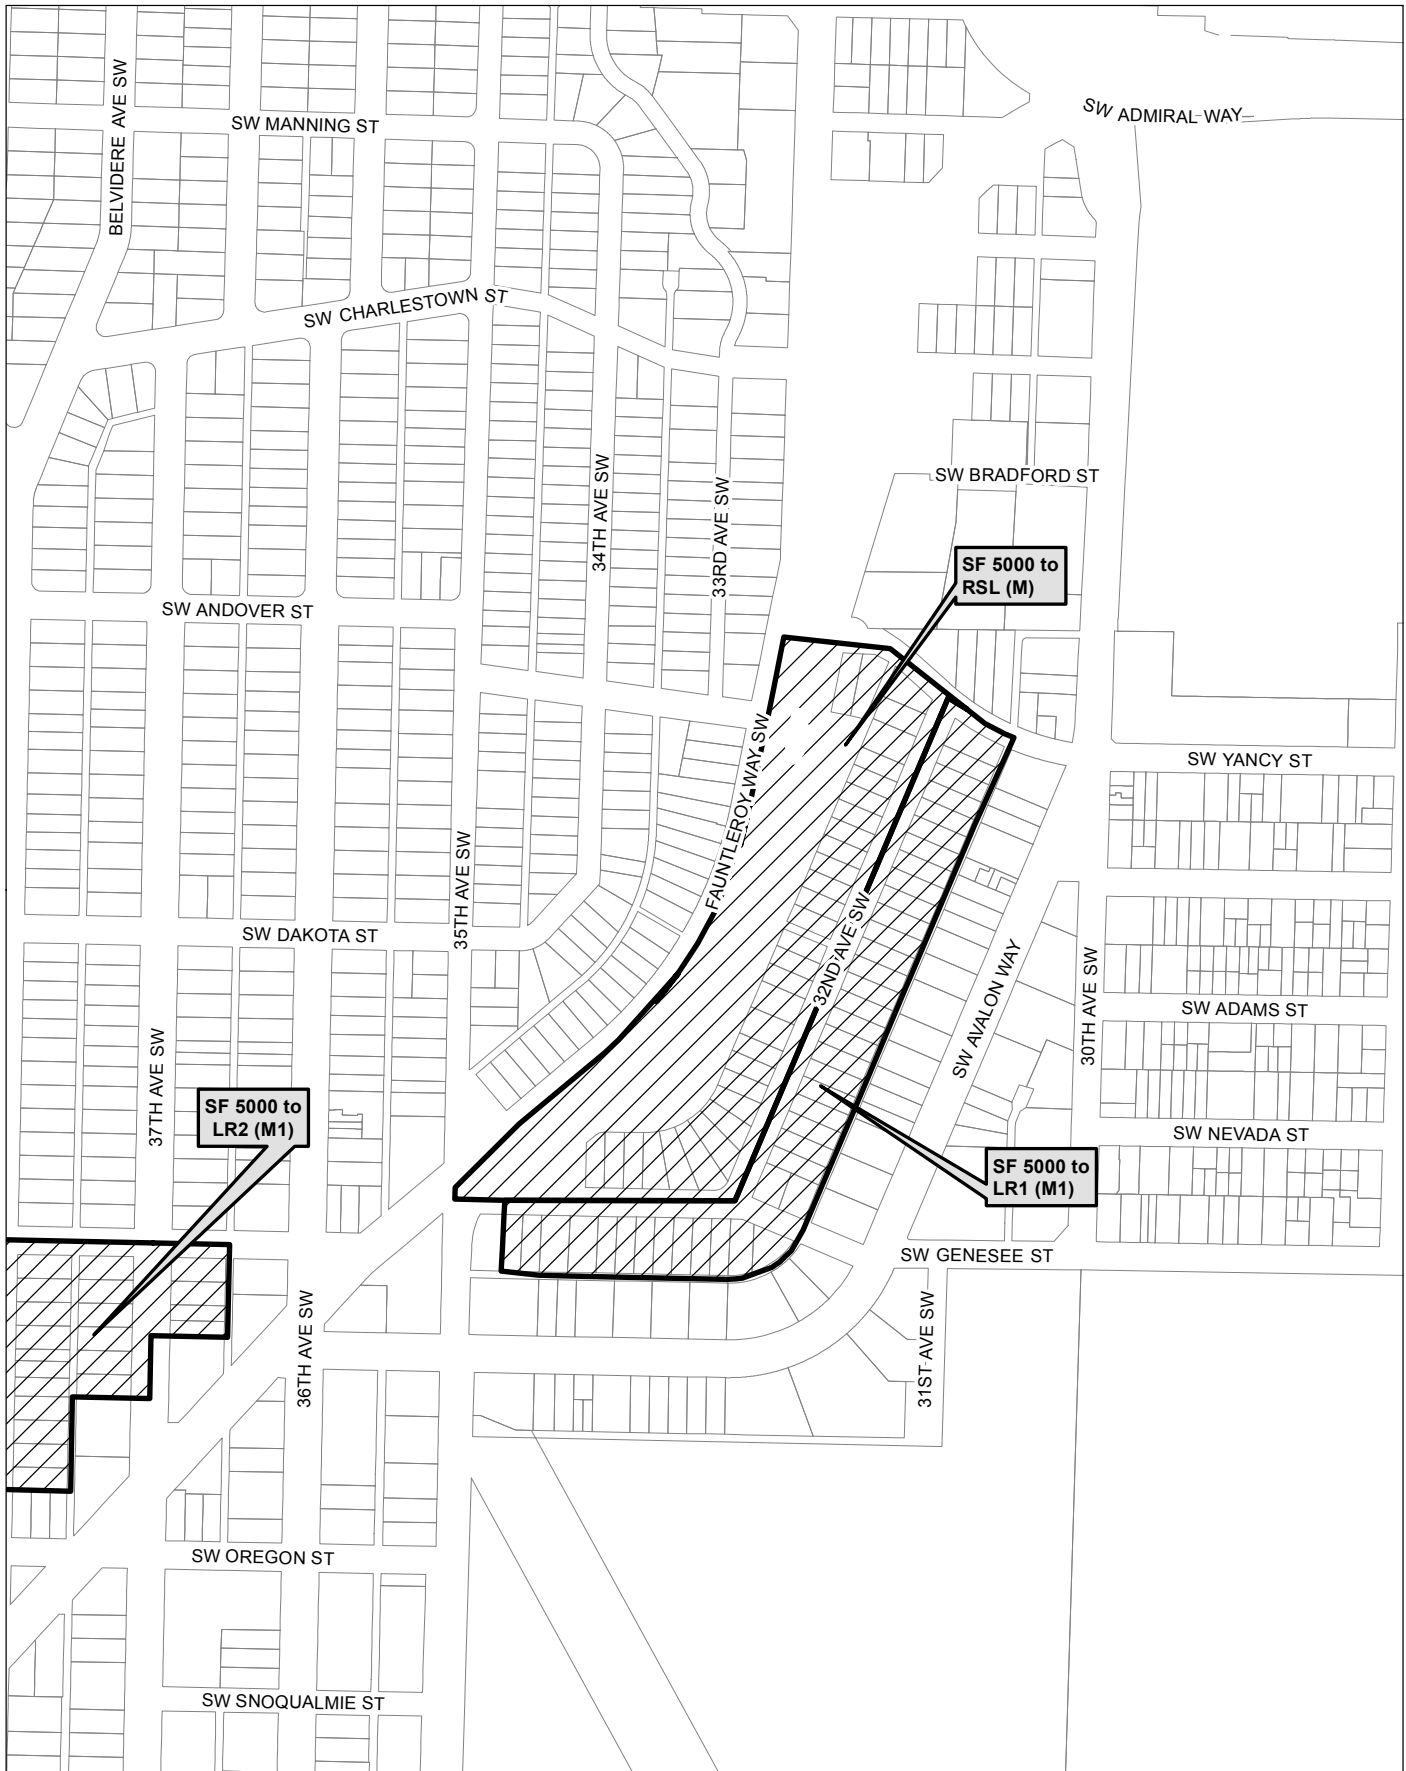 BELVIDERE AVE SW
SW MANNING ST
SW ADMIRAL WAY
SW CHARLESTOWN ST
34TH AVE SW
33RD AVE SW
SW BRADFORD ST
SF 5000 to
RSL (M)
SW ANDOVER ST
FAUNTLEROY WAY SW
SW YANCY ST
35TH AVE SW
SW DAKOTA ST
32ND AVE SW
SW AVALON WAY
30TH AVE SW
SW ADAMS ST
37TH AVE SW
SF 5000 to
LR2 (M1)
SW NEVADA ST
SF 5000 to
LR1 (M1)
SW GENESEE ST
36TH AVE SW
31ST AVE SW
SW OREGON ST
SW SNOQUALMIE ST